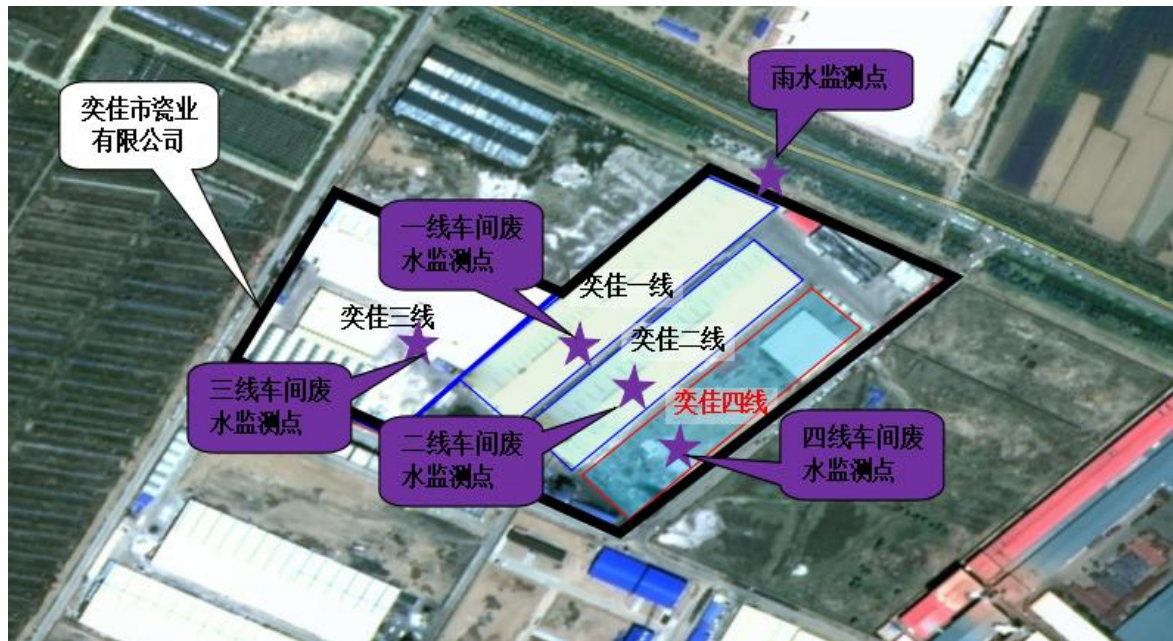 雨水监测点
奕佳市瓷业
有限公司
一线车间废
水监测点
奕佳一线
奕佳三线
奕佳二线
三线车间废
水监测点
奕佳四线
二线车间废
水监测点
四线车间废
水监测点